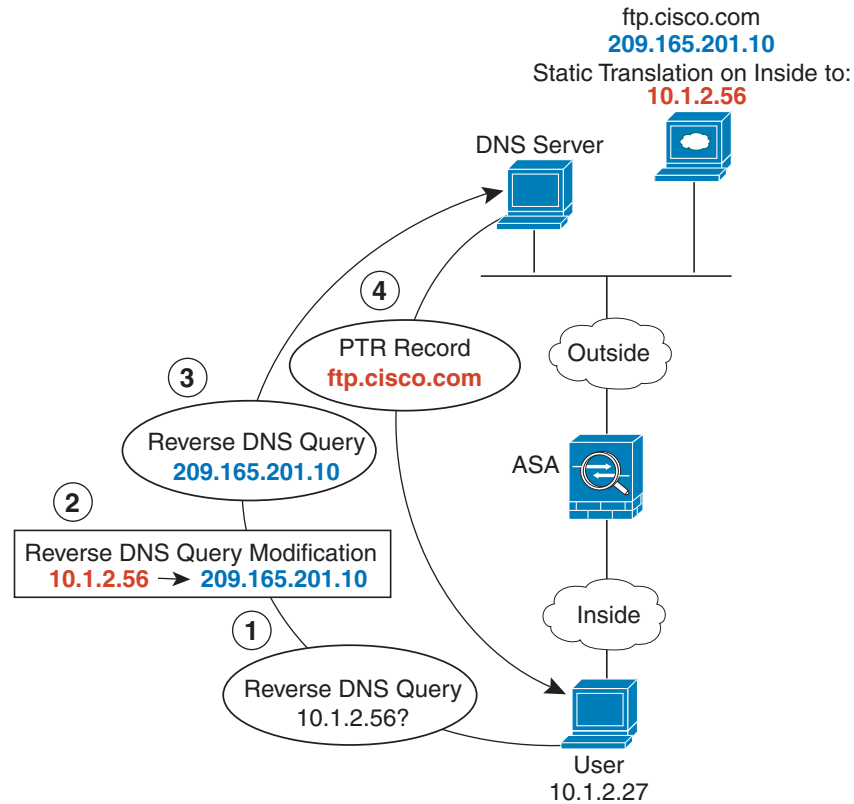 ftp.cisco.com
209.165.201.10
Static Translation on Inside to:
10.1.2.56
DNS Server
4
PTR Record
ftp.cisco.com
Outside
3
Reverse DNS Query
209.165.201.10
ASA
2
Reverse DNS Query Modification
10.1.2.56 → 209.165.201.10
1
Inside
Reverse DNS Query
10.1.2.56?
User
10.1.2.27